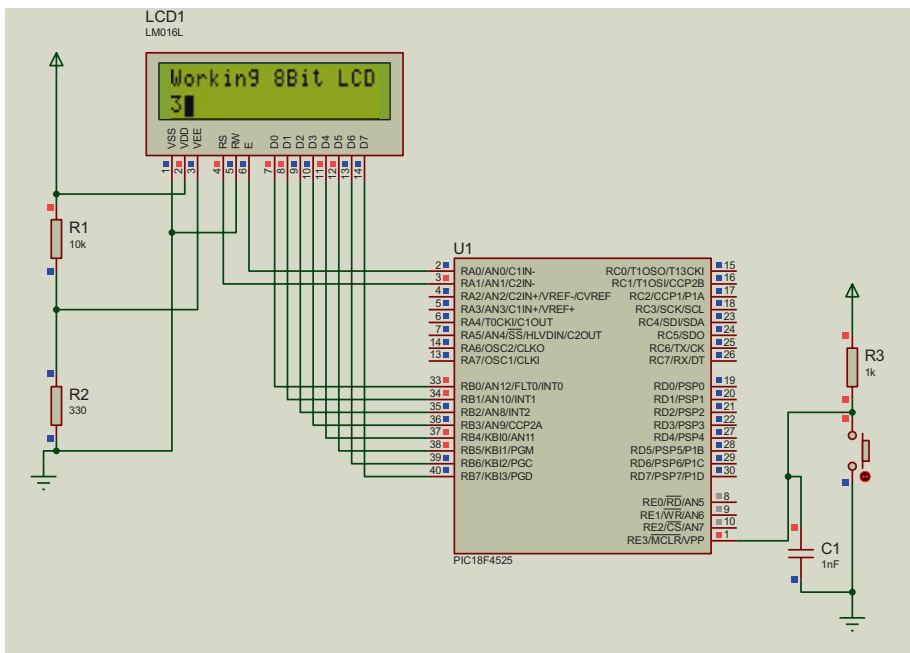 LCD1
LM016L
Working 8Bit LCD
3
VSS
VDD
VEE
RS
RW
E
D0
D1
D2
D3
D4
D5
D6
D7
1
2
3
4
5
6
7
8
9
10
11
12
13
14
R1
10k
R2
330
U1
2 RA0/AN0/C1IN-
3 RA1/AN1/C2IN-
4 RA2/AN2/C2IN+/VREF-/CVREF
5 RA3/AN3/C1IN+/VREF+
6 RA4/T0CKI/C1OUT
7 RA5/AN4/SS/HLVDIN/C2OUT
14 RA6/OSC2/CLKO
13 RA7/OSC1/CLKI
33 RB0/AN12/FLT0/INT0
34 RB1/AN10/INT1
35 RB2/AN8/INT2
36 RB3/AN9/CCP2A
37 RB4/KBI0/AN11
38 RB5/KBI1/PGM
39 RB6/KBI2/PGC
40 RB7/KBI3/PGD
RC0/T1OSO/T13CKI 15
RC1/T1OSI/CCP2B 16
RC2/CCP1/P1A 17
RC3/SCK/SCL 18
RC4/SDI/SDA 23
RC5/SDO 24
RC6/TX/CK 25
RC7/RX/DT 26
RD0/PSP0 19
RD1/PSP1 20
RD2/PSP2 21
RD3/PSP3 22
RD4/PSP4 27
RD5/PSP5/P1B 28
RD6/PSP6/P1C 29
RD7/PSP7/P1D 30
RE0/RD/AN5 8
RE1/WR/AN6 9
RE2/CS/AN7 10
RE3/MCLR/VPP 1
PIC18F4525
R3
1k
C1
1nF